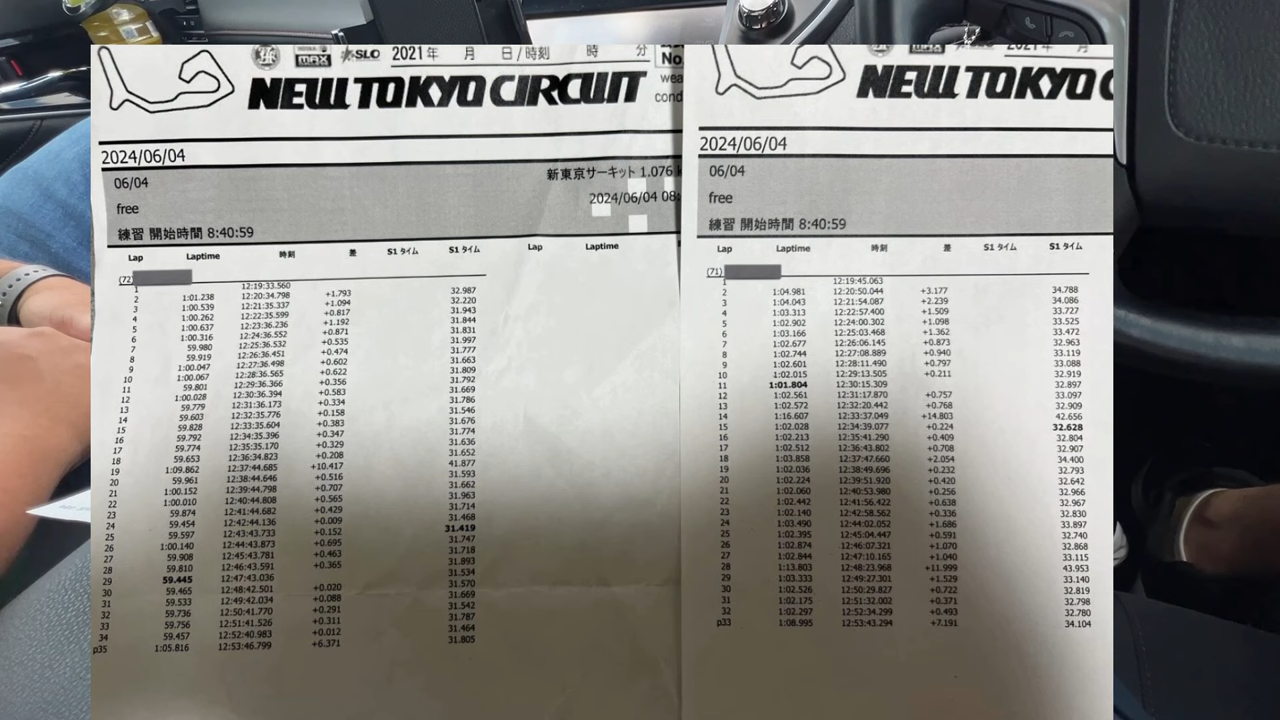 2021年 月 日/時刻 時 分
No.
wea
cond
NEW TOKYO CIRCUIT
2024/06/04
06/04 新東京サーキット 1.076
free 2024/06/04 08:
練習 開始時間 8:40:59
Lap Laptime 時刻 差 S1 タイム S1 タイム Lap Laptime
(72)
1 12:19:33.560
2 1:01.238 12:20:34.798 +1.793 32.987
3 1:00.539 12:21:35.337 +1.094 32.220
4 1:00.262 12:22:35.599 +0.817 31.943
5 1:00.637 12:23:36.236 +1.192 31.844
6 1:00.316 12:24:36.552 +0.871 31.831
7 59.980 12:25:36.532 +0.535 31.997
8 59.919 12:26:36.451 +0.474 31.777
9 1:00.047 12:27:36.498 +0.602 31.663
10 1:00.067 12:28:36.565 +0.622 31.809
11 59.801 12:29:36.366 +0.356 31.792
12 1:00.028 12:30:36.394 +0.583 31.669
13 59.779 12:31:36.173 +0.334 31.786
14 59.603 12:32:35.776 +0.158 31.546
15 59.828 12:33:35.604 +0.383 31.676
16 59.792 12:34:35.396 +0.347 31.774
17 59.774 12:35:35.170 +0.329 31.636
18 59.653 12:36:34.823 +0.208 31.652
19 1:09.862 12:37:44.685 +10.417 41.877
20 59.961 12:38:44.646 +0.516 31.593
21 1:00.152 12:39:44.798 +0.707 31.662
22 1:00.010 12:40:44.808 +0.565 31.963
23 59.874 12:41:44.682 +0.429 31.714
24 59.454 12:42:44.136 +0.009 31.468
25 59.597 12:43:43.733 +0.152 31.419
26 1:00.140 12:44:43.873 +0.695 31.747
27 59.908 12:45:43.781 +0.463 31.718
28 59.810 12:46:43.591 +0.365 31.893
29 59.445 12:47:43.036 31.534
30 59.465 12:48:42.501 +0.020 31.570
31 59.533 12:49:42.034 +0.088 31.669
32 59.736 12:50:41.770 +0.291 31.542
33 59.756 12:51:41.526 +0.311 31.787
34 59.457 12:52:40.983 +0.012 31.464
p35 1:05.816 12:53:46.799 +6.371 31.805
2021年 月
NEW TOKYO C
2024/06/04
06/04
free
練習 開始時間 8:40:59
Lap Laptime 時刻 差 S1 タイム S1 タイム
(71)
1 12:19:45.063
2 1:04.981 12:20:50.044 +3.177 34.788
3 1:04.043 12:21:54.087 +2.239 34.086
4 1:03.313 12:22:57.400 +1.509 33.727
5 1:02.902 12:24:00.302 +1.098 33.525
6 1:03.166 12:25:03.468 +1.362 33.472
7 1:02.677 12:26:06.145 +0.873 32.963
8 1:02.744 12:27:08.889 +0.940 33.119
9 1:02.601 12:28:11.490 +0.797 33.088
10 1:02.015 12:29:13.505 +0.211 32.919
11 1:01.804 12:30:15.309 32.897
12 1:02.561 12:31:17.870 +0.757 33.097
13 1:02.572 12:32:20.442 +0.768 32.909
14 1:16.607 12:33:37.049 +14.803 42.656
15 1:02.028 12:34:39.077 +0.224 32.628
16 1:02.213 12:35:41.290 +0.409 32.804
17 1:02.512 12:36:43.802 +0.708 32.907
18 1:03.858 12:37:47.660 +2.054 34.400
19 1:02.036 12:38:49.696 +0.232 32.793
20 1:02.224 12:39:51.920 +0.420 32.642
21 1:02.060 12:40:53.980 +0.256 32.966
22 1:02.442 12:41:56.422 +0.638 32.967
23 1:02.140 12:42:58.562 +0.336 32.830
24 1:03.490 12:44:02.052 +1.686 33.897
25 1:02.395 12:45:04.447 +0.591 32.740
26 1:02.874 12:46:07.321 +1.070 32.868
27 1:02.844 12:47:10.165 +1.040 33.115
28 1:13.803 12:48:23.968 +11.999 43.953
29 1:03.333 12:49:27.301 +1.529 33.140
30 1:02.526 12:50:29.827 +0.722 32.819
31 1:02.175 12:51:32.002 +0.371 32.798
32 1:02.297 12:52:34.299 +0.493 32.780
p33 1:08.995 12:53:43.294 +7.191 34.104